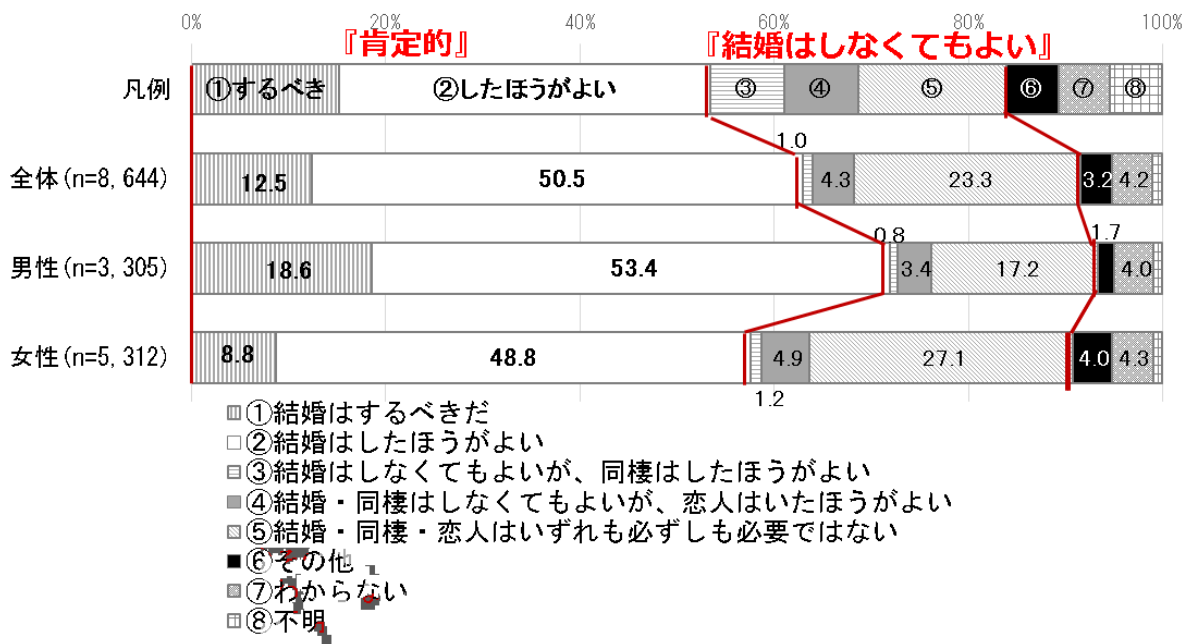 0% 20% 40% 60% 80% 100%
『肯定的』 『結婚はしなくてもよい』
凡例 ①するべき ②したほうがよい ③ ④ ⑤ ⑥ ⑦ ⑧
1.0
全体(n=8,644) 12.5 50.5 4.3 23.3 3.2 4.2
0.8 1.7
男性(n=3,305) 18.6 53.4 3.4 17.2 4.0
女性(n=5,312) 8.8 48.8 4.9 27.1 4.0 4.3
1.2
①結婚はするべきだ
②結婚はしたほうがよい
③結婚はしなくてもよいが、同棲はしたほうがよい
④結婚・同棲はしなくてもよいが、恋人はいたほうがよい
⑤結婚・同棲・恋人はいずれも必ずしも必要ではない
⑥その他
⑦わからない
⑧不明